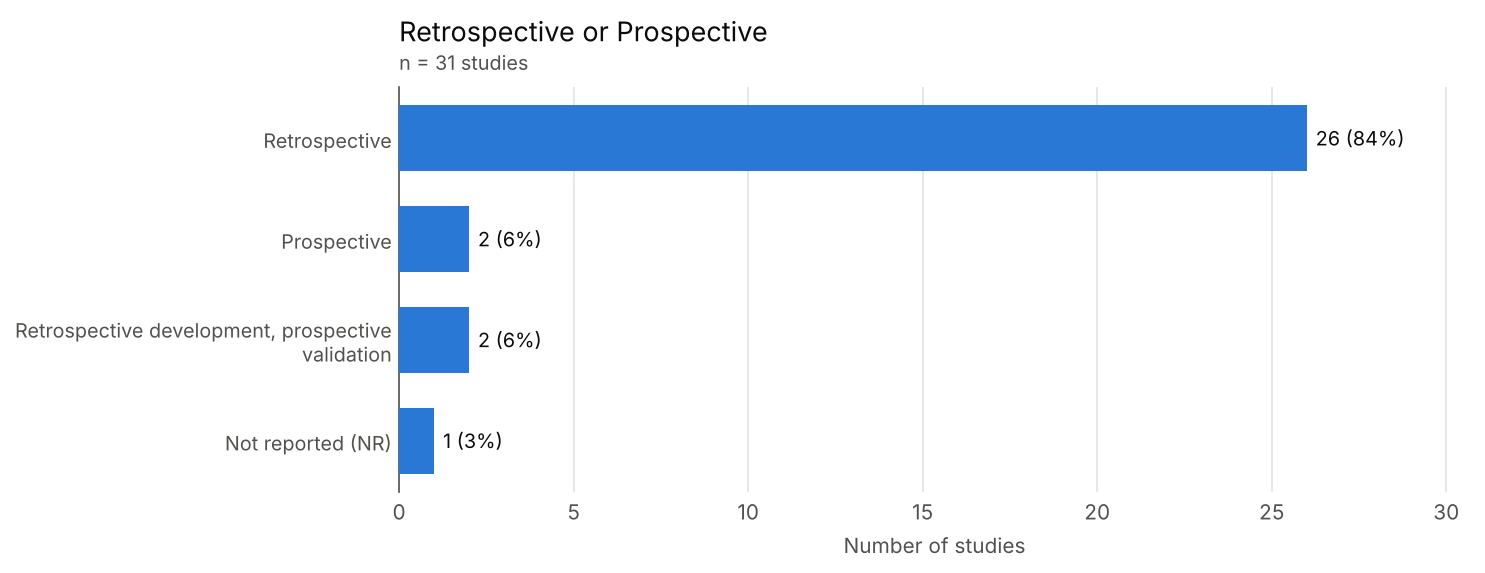 Retrospective or Prospective
n = 31 studies
Retrospective
26 (84%)
Prospective
2 (6%)
Retrospective development, prospective
validation
2 (6%)
Not reported (NR)
1 (3%)
0 5 10 15 20 25 30
Number of studies